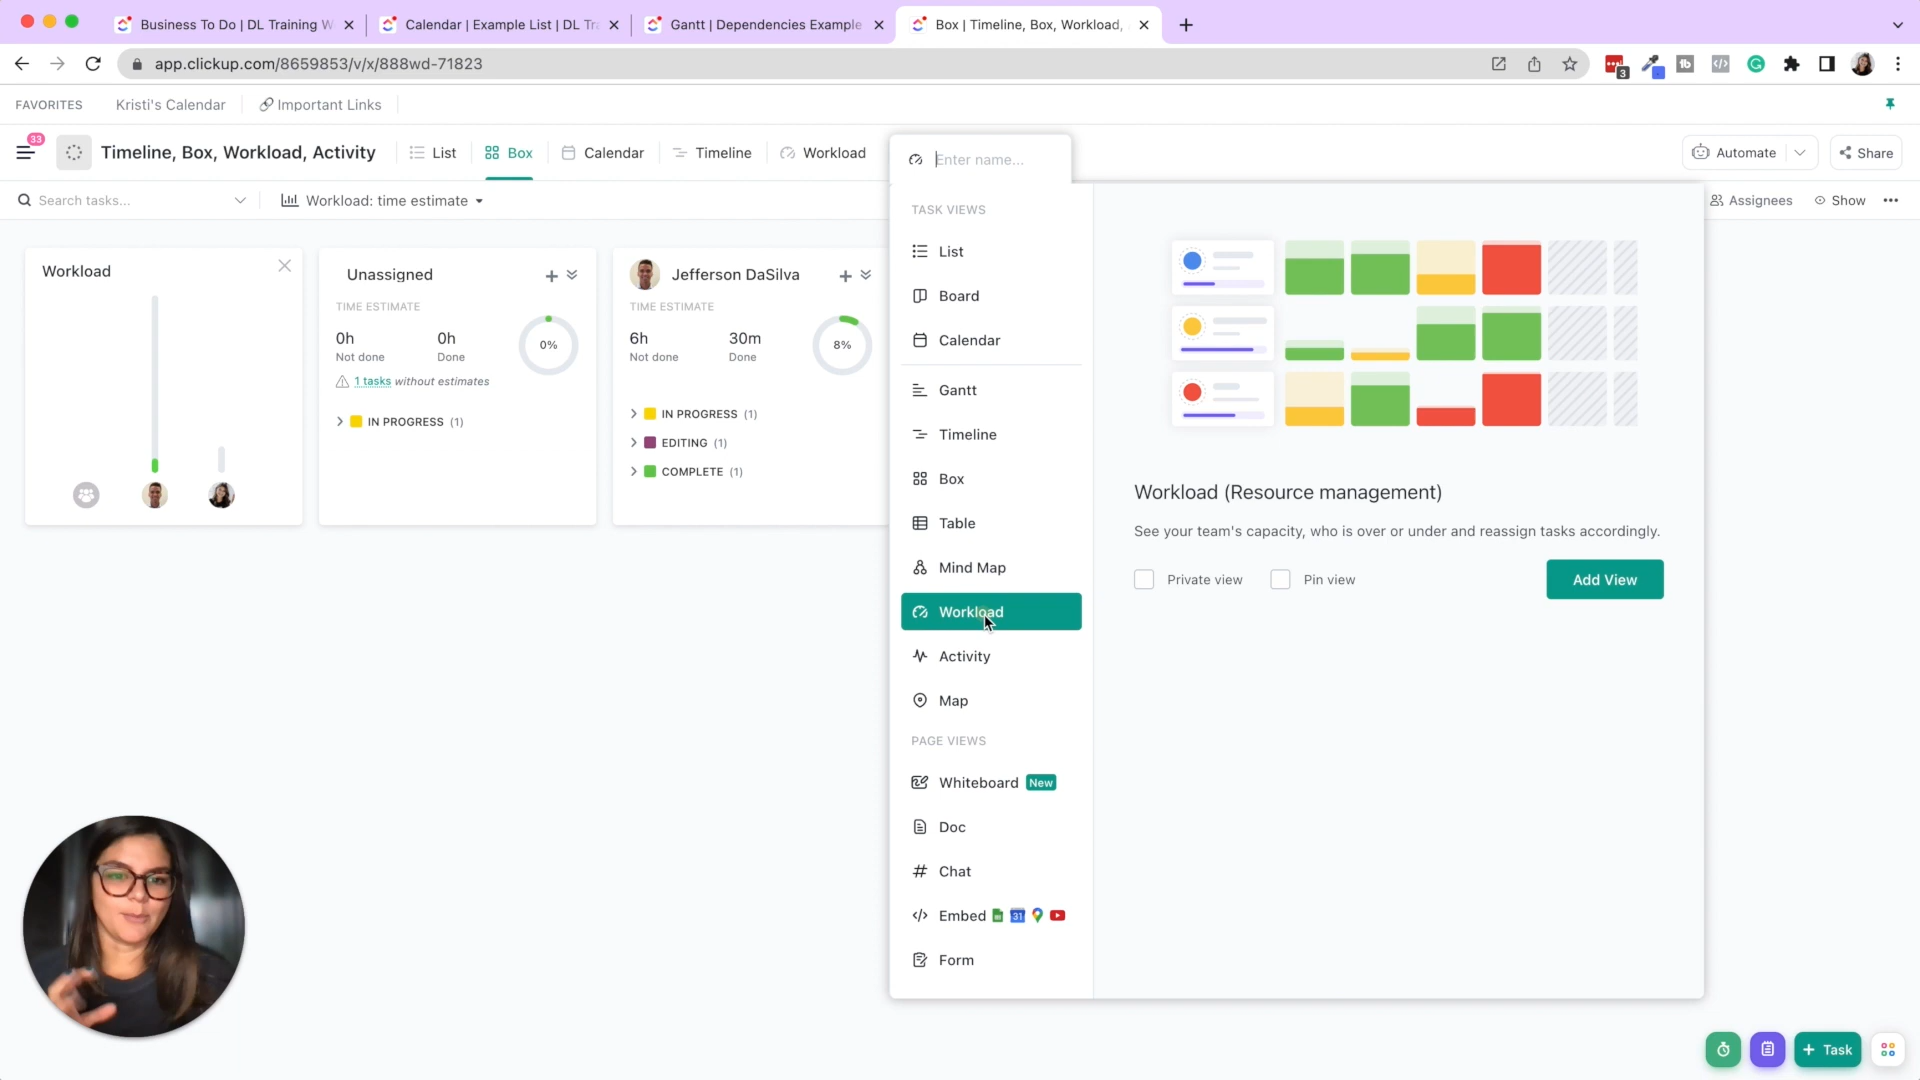 Business To Do | DL Training W
Calendar | Example List | DL Tra
Gantt | Dependencies Example
Box | Timeline, Box, Workload,
app.clickup.com/8659853/v/x/888wd-71823
3
FAVORITES
Kristi's Calendar
Important Links
33
Timeline, Box, Workload, Activity
List
Box
Calendar
Timeline
Workload
Enter name...
Automate
Share
Search tasks...
Workload: time estimate
Assignees
Show
Workload
Unassigned
TIME ESTIMATE
0h
Not done
0h
Done
0%
1 tasks without estimates
IN PROGRESS (1)
Jefferson DaSilva
TIME ESTIMATE
6h
Not done
30m
Done
8%
IN PROGRESS (1)
EDITING (1)
COMPLETE (1)
TASK VIEWS
List
Board
Calendar
Gantt
Timeline
Box
Table
Mind Map
Workload
Activity
Map
PAGE VIEWS
Whiteboard New
Doc
Chat
Embed 31
Form
Workload (Resource management)
See your team's capacity, who is over or under and reassign tasks accordingly.
Private view
Pin view
Add View
+ Task